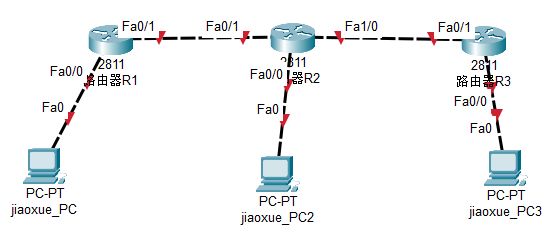 Fa0/1
Fa0/1
Fa1/0
Fa0/1
2811
路由器R1
Fa0/0
Fa0
2811
器R2
Fa0/0
Fa0
2811
路由器R3
Fa0/0
Fa0
PC-PT
jiaoxue_PC
PC-PT
jiaoxue_PC2
PC-PT
jiaoxue_PC3